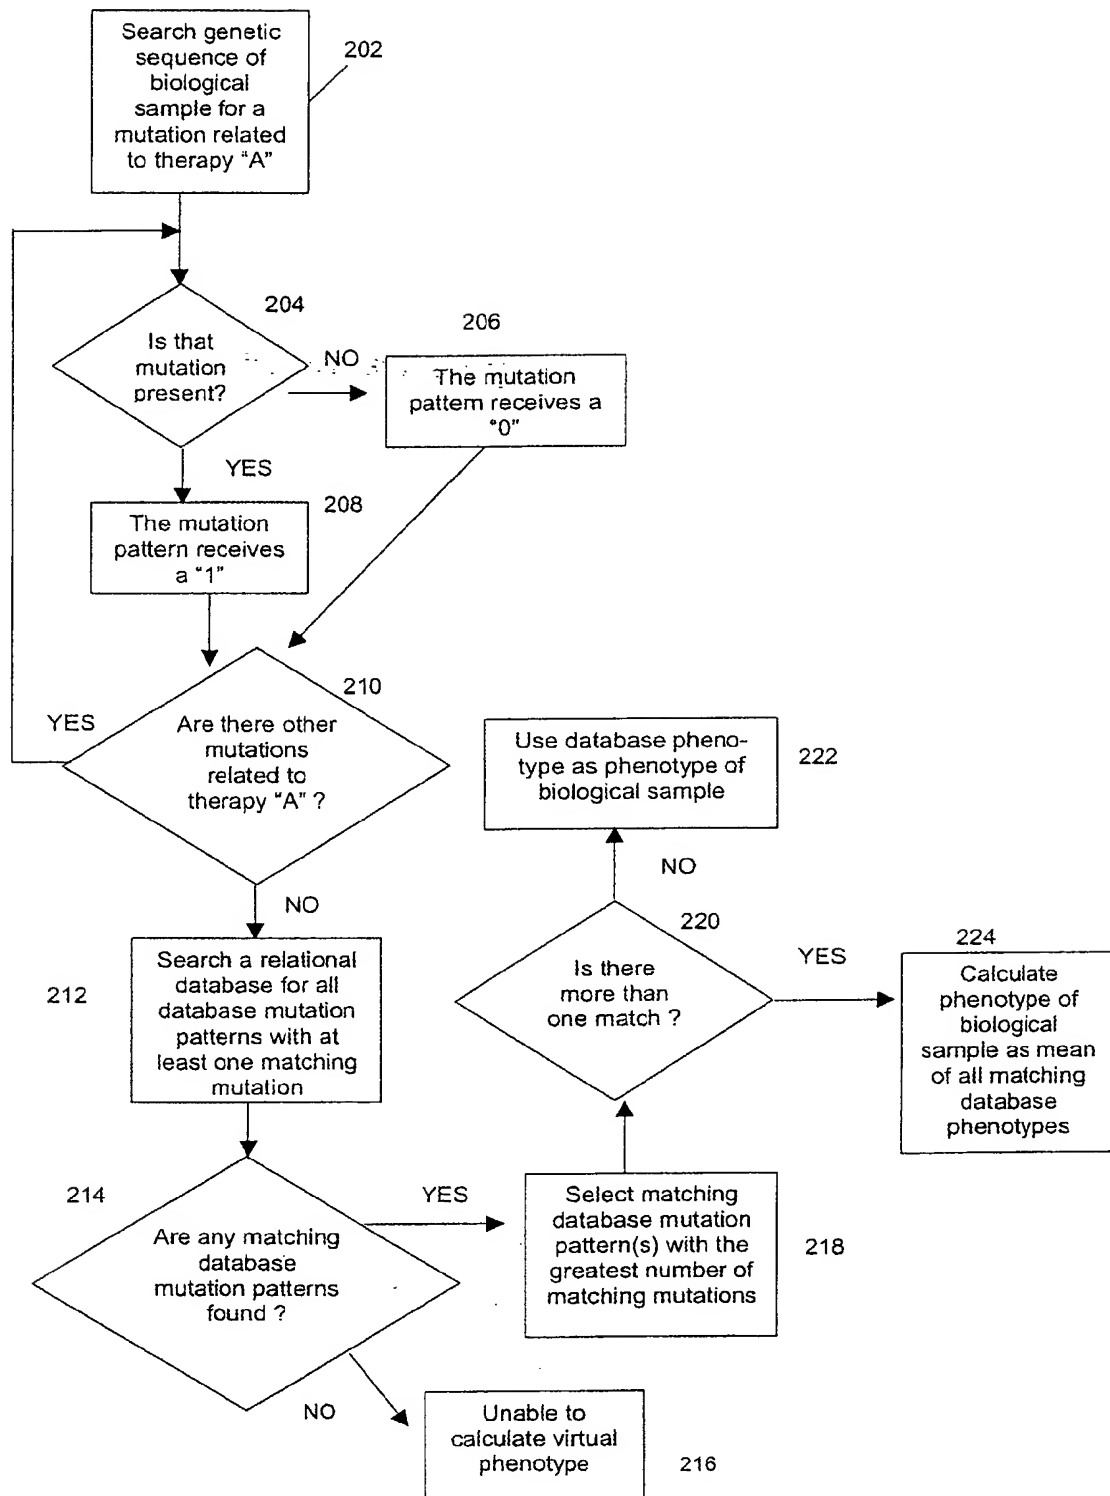 Search genetic
sequence of
biological
sample for a
mutation related
to therapy "A"
202
204
Is that
mutation
present?
NO
206
The mutation
pattern receives a
"0"
YES
208
The mutation
pattern receives
a "1"
210
YES
Are there other
mutations
related to
therapy "A" ?
NO
Use database pheno-
type as phenotype of
biological sample
222
NO
220
Is there
more than
one match ?
YES
224
Calculate
phenotype of
biological
sample as mean
of all matching
database
phenotypes
212
Search a relational
database for all
database mutation
patterns with at
least one matching
mutation
214
Are any matching
database
mutation patterns
found ?
YES
Select matching
database mutation
pattern(s) with the
greatest number of
matching mutations
218
NO
Unable to
calculate virtual
phenotype
216